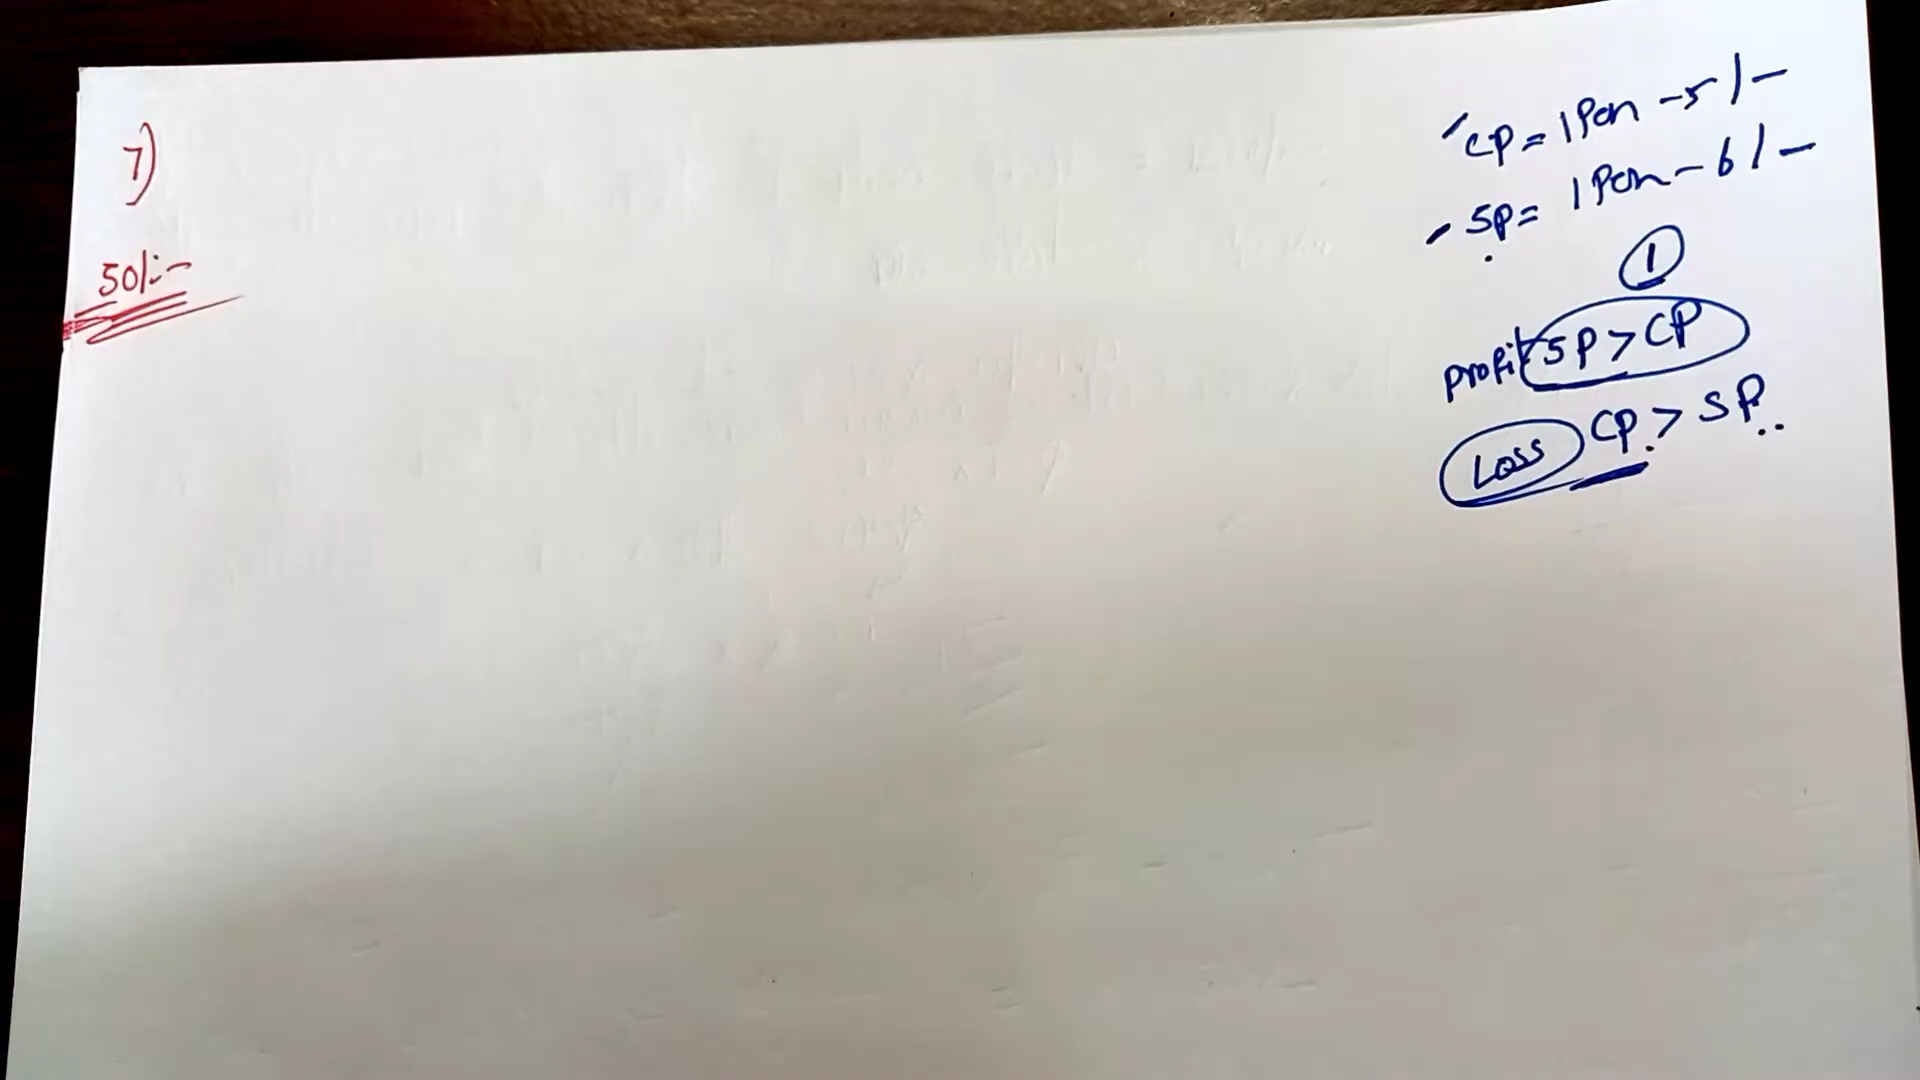 7)
50/:-
CP = 1 Pen - 5/-
SP = 1 Pen - 6/-
1
profit SP > CP
Loss CP > SP